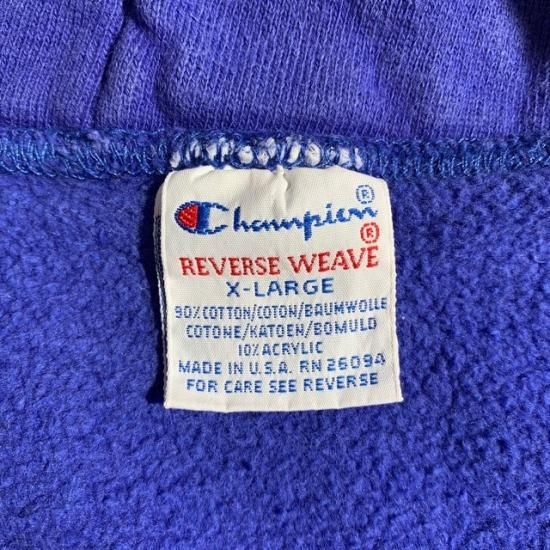 Champion®
REVERSE WEAVE®
X-LARGE
90% COTTON/COTON/BAUMWOLLE
COTONE/KATOEN/BOMULD
10% ACRYLIC
MADE IN U.S.A. RN 26094
FOR CARE SEE REVERSE